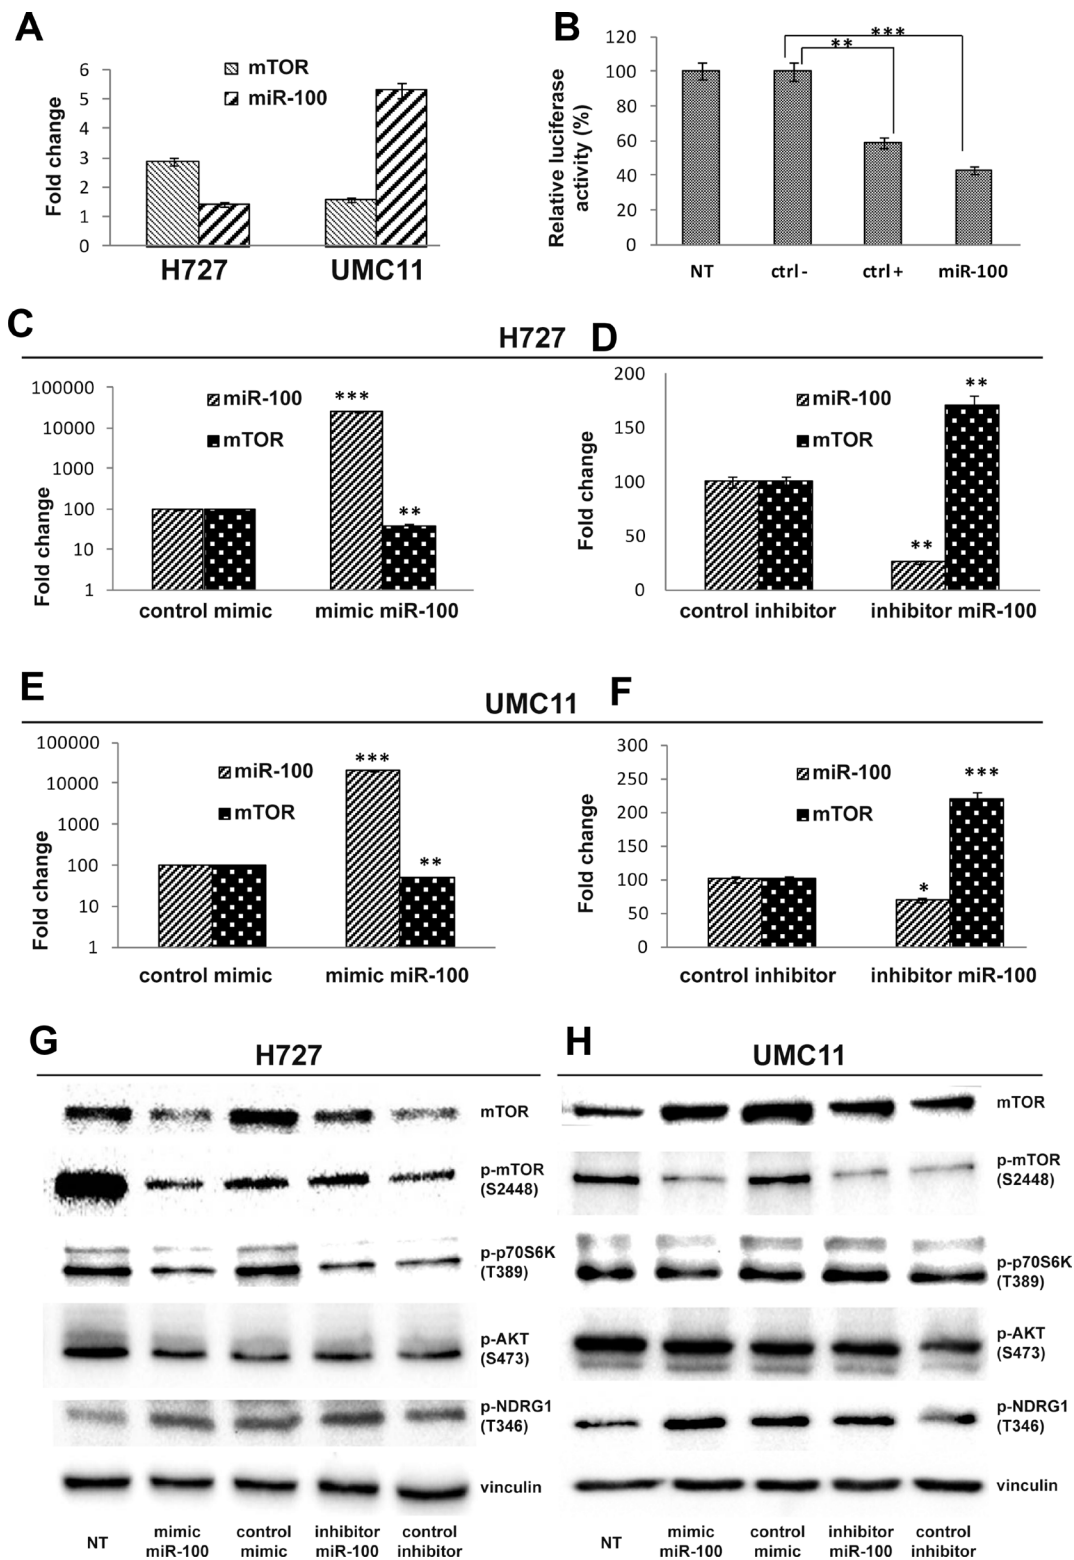 A
Fold change
6
5
4
3
2
1
0
mTOR
miR-100
H727
UMC11
B
Relative luciferase
activity (%)
120
100
80
60
40
20
0
***
**
NT
ctrl -
ctrl +
miR-100
C
H727
D
Fold change
100000
10000
1000
100
10
1
miR-100
mTOR
***
**
control mimic
mimic miR-100
Fold change
200
150
100
50
0
miR-100
mTOR
**
**
control inhibitor
inhibitor miR-100
E
UMC11
F
Fold change
100000
10000
1000
100
10
1
miR-100
mTOR
***
**
control mimic
mimic miR-100
Fold change
300
250
200
150
100
50
0
miR-100
mTOR
*
***
control inhibitor
inhibitor miR-100
G
H727
mTOR
p-mTOR
(S2448)
p-p70S6K
(T389)
p-AKT
(S473)
p-NDRG1
(T346)
vinculin
NT
mimic
miR-100
control
mimic
inhibitor
miR-100
control
inhibitor
H
UMC11
mTOR
p-mTOR
(S2448)
p-p70S6K
(T389)
p-AKT
(S473)
p-NDRG1
(T346)
vinculin
NT
mimic
miR-100
control
mimic
inhibitor
miR-100
control
inhibitor